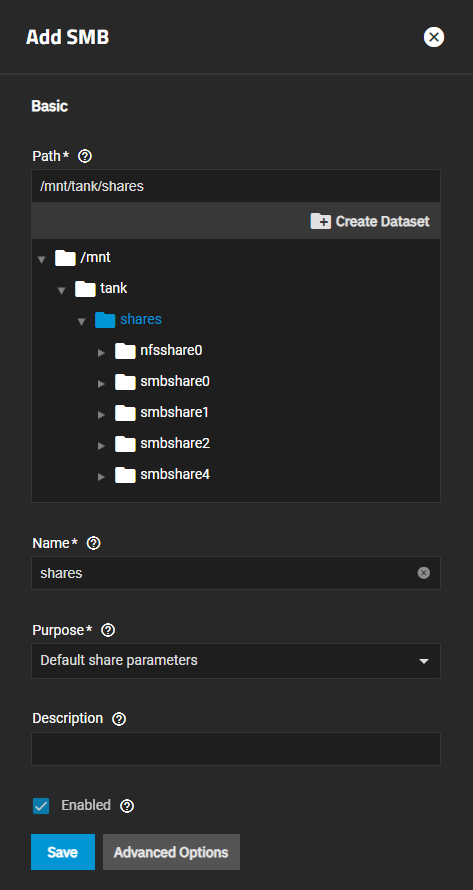 Add SMB
Basic
Path*
/mnt/tank/shares
Create Dataset
/mnt
tank
shares
nfsshare0
smbshare0
smbshare1
smbshare2
smbshare4
Name*
shares
Purpose*
Default share parameters
Description
Enabled
Save Advanced Options